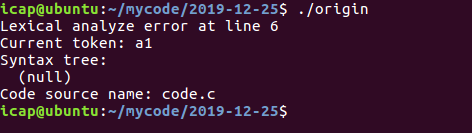 icap@ubuntu:~/mycode/2019-12-25$ ./origin
Lexical analyze error at line 6
Current token: a1
Syntax tree:
  (null)
Code source name: code.c
icap@ubuntu:~/mycode/2019-12-25$